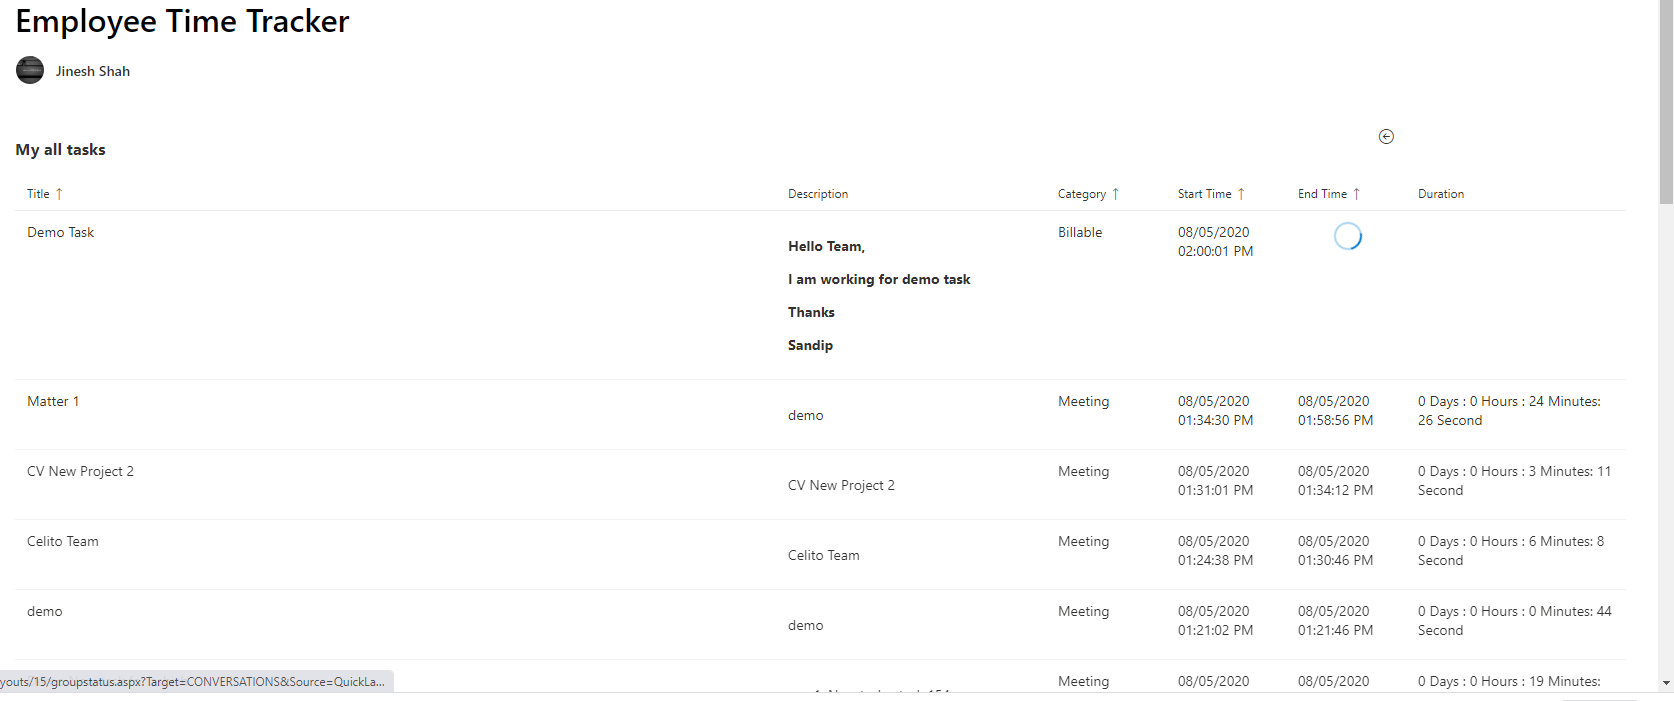 Employee Time Tracker
Jinesh Shah
My all tasks
Title ↑ Description Category ↑ Start Time ↑ End Time ↑ Duration
Demo Task
Hello Team,
I am working for demo task
Thanks
Sandip
Billable
08/05/2020
02:00:01 PM
Matter 1
demo
Meeting
08/05/2020
01:34:30 PM
08/05/2020
01:58:56 PM
0 Days : 0 Hours : 24 Minutes:
26 Second
CV New Project 2
CV New Project 2
Meeting
08/05/2020
01:31:01 PM
08/05/2020
01:34:12 PM
0 Days : 0 Hours : 3 Minutes: 11
Second
Celito Team
Celito Team
Meeting
08/05/2020
01:24:38 PM
08/05/2020
01:30:46 PM
0 Days : 0 Hours : 6 Minutes: 8
Second
demo
demo
Meeting
08/05/2020
01:21:02 PM
08/05/2020
01:21:46 PM
0 Days : 0 Hours : 0 Minutes: 44
Second
Meeting
08/05/2020
08/05/2020
0 Days : 0 Hours : 19 Minutes:
youts/15/groupstatus.aspx?Target=CONVERSATIONS&Source=QuickLa...